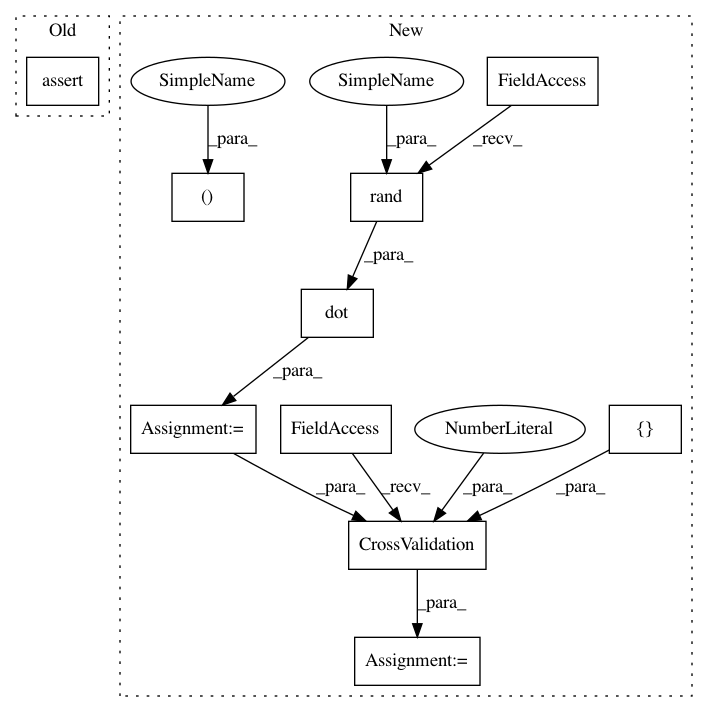 Old
New
assert
SimpleName
SimpleName
FieldAccess
_para_
_para_
_recv_
()
rand
_para_
dot
_para_
Assignment:=
FieldAccess
NumberLiteral
{}
_para_
_recv_
_para_
_para_
CrossValidation
_para_
Assignment:=